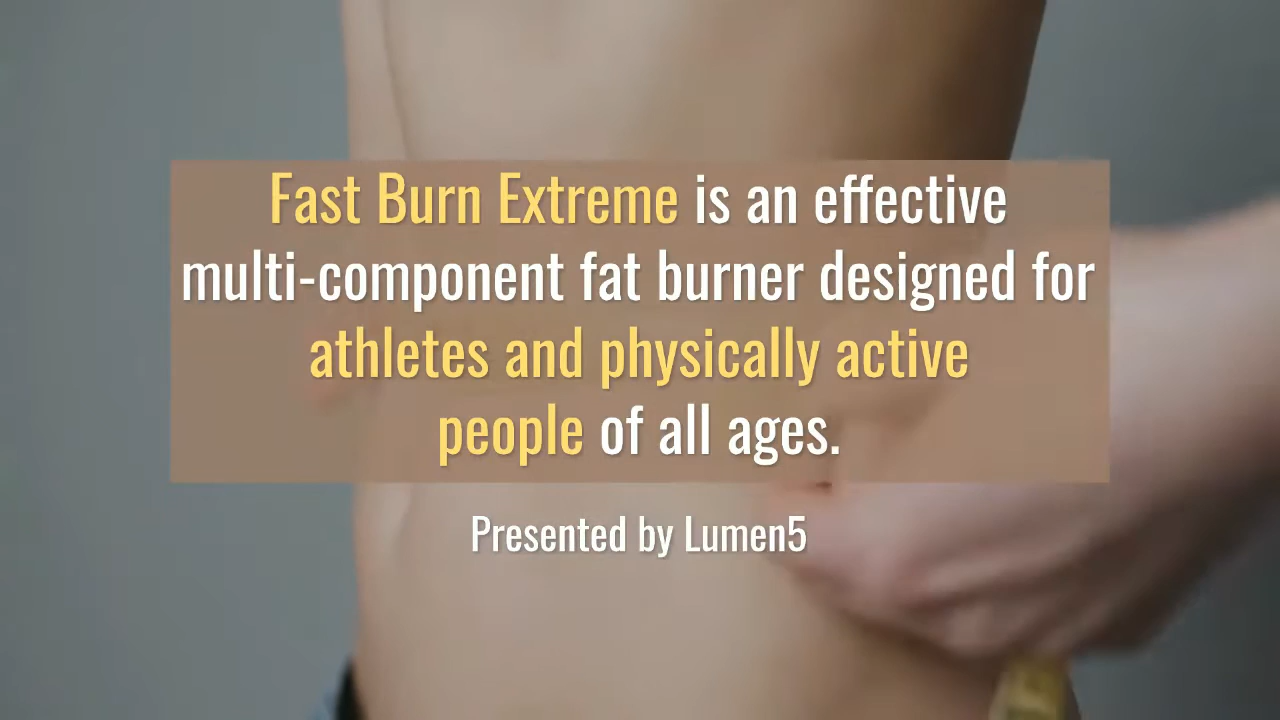 Fast Burn Extreme is an effective
multi-component fat burner designed for
athletes and physically active
people of all ages.
Presented by Lumen5